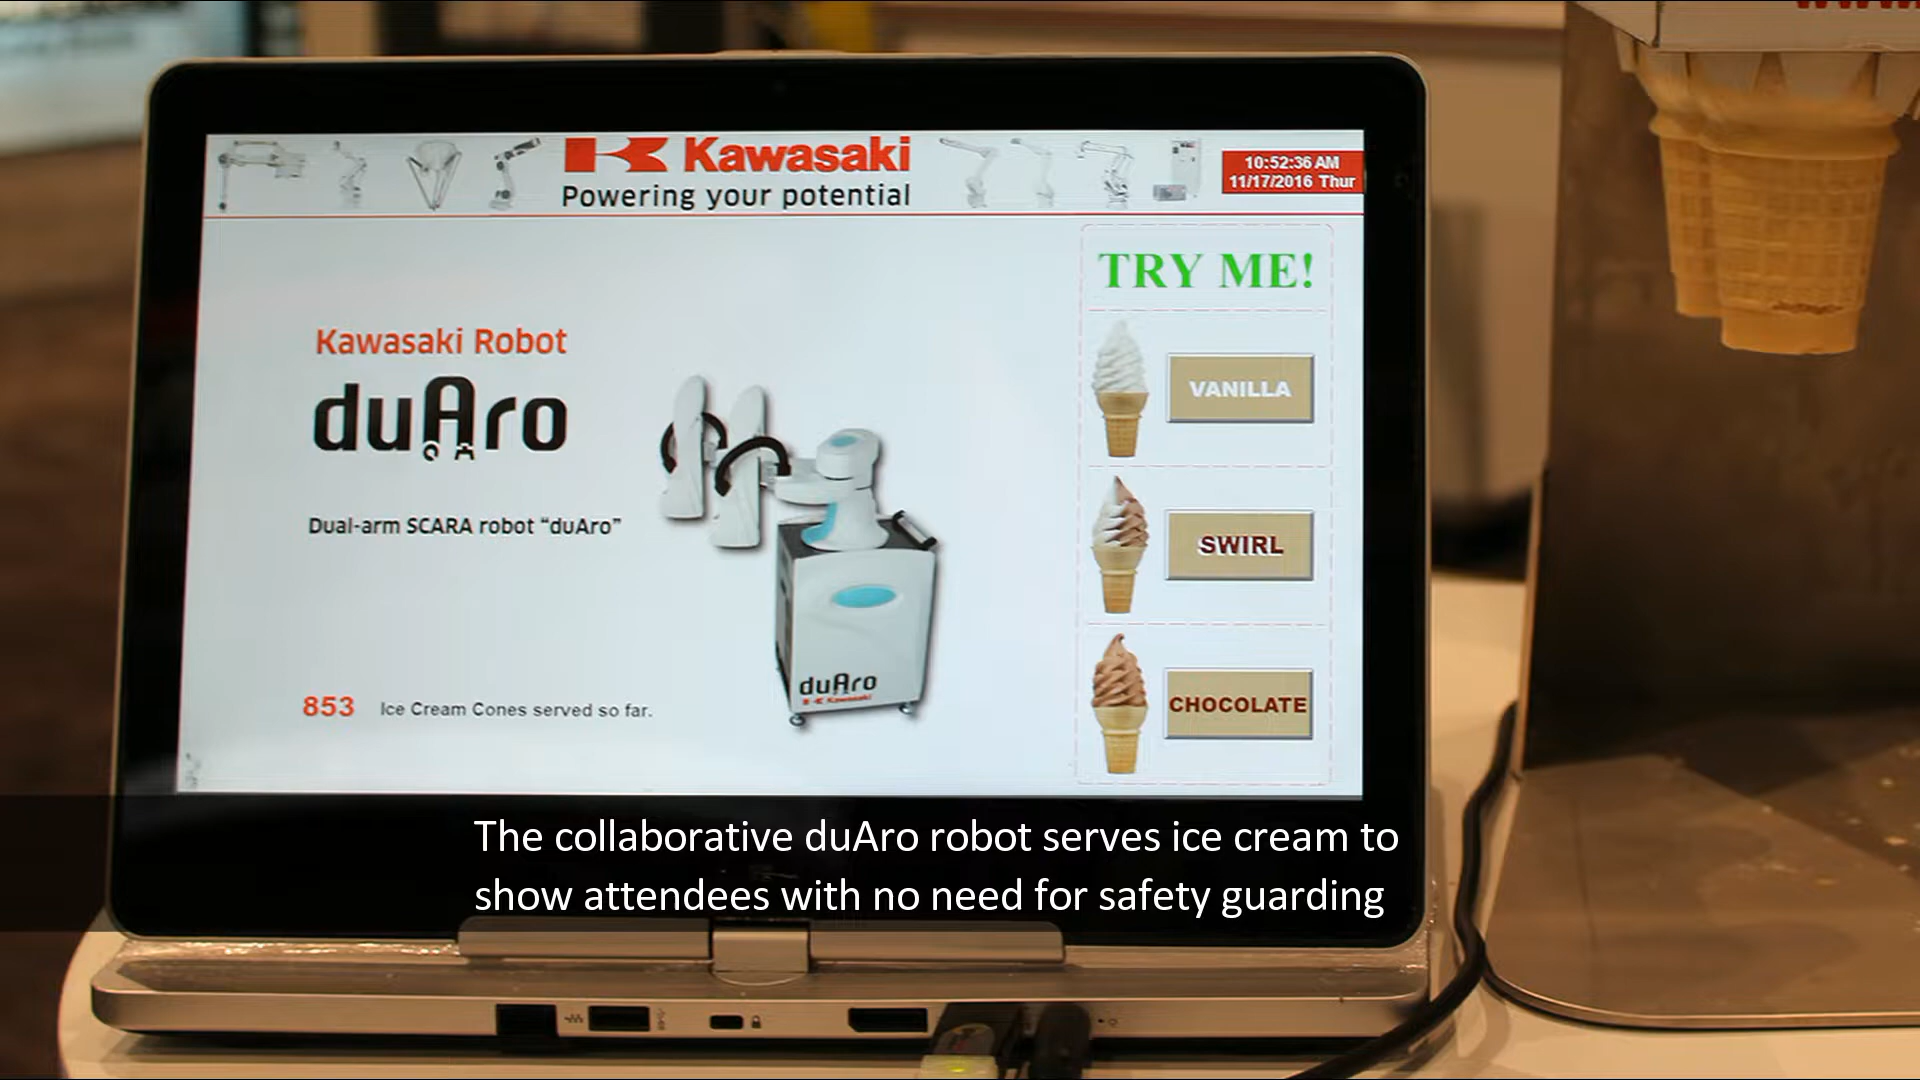 Kawasaki
Powering your potential
10:52:36 AM
11/17/2016 Thur
TRY ME!
Kawasaki Robot
duAro
Dual-arm SCARA robot “duAro”
VANILLA
SWIRL
CHOCOLATE
duAro
Kawasaki
853 Ice Cream Cones served so far.
The collaborative duAro robot serves ice cream to
show attendees with no need for safety guarding